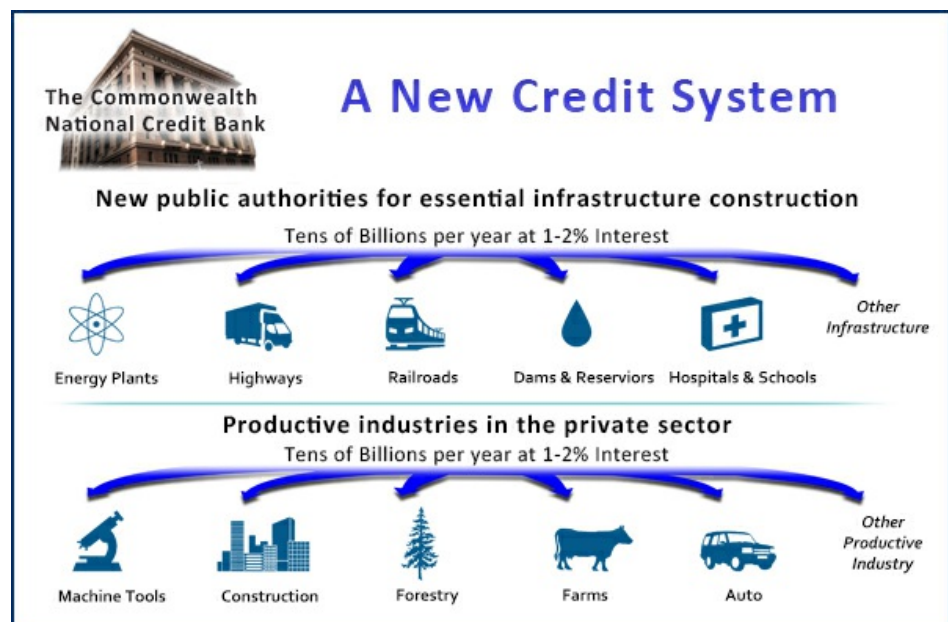 The Commonwealth
National Credit Bank
A New Credit System
New public authorities for essential infrastructure construction
Tens of Billions per year at 1-2% Interest
Other
Infrastructure
Energy Plants
Highways
Railroads
Dams & Reserviors
Hospitals & Schools
Productive industries in the private sector
Tens of Billions per year at 1-2% Interest
Other
Productive
Industry
Machine Tools
Construction
Forestry
Farms
Auto